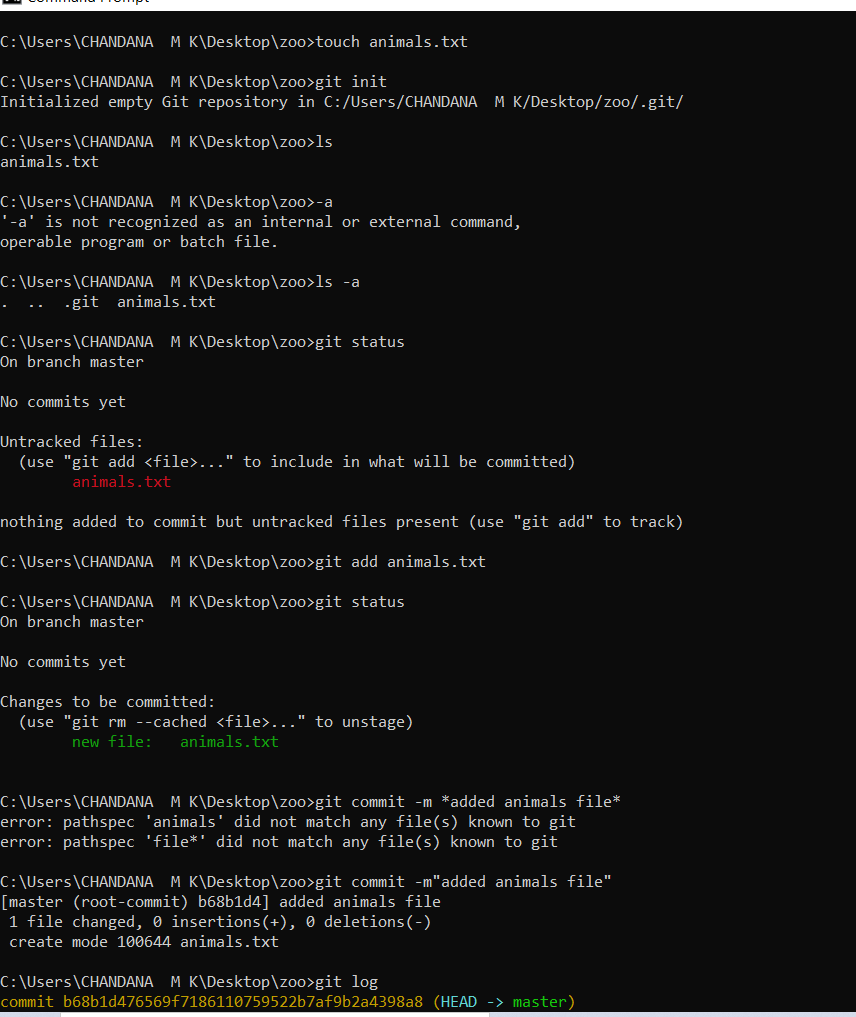 C:\Users\CHANDANA  M K\Desktop\zoo>touch animals.txt
C:\Users\CHANDANA  M K\Desktop\zoo>git init
Initialized empty Git repository in C:/Users/CHANDANA  M K/Desktop/zoo/.git/
C:\Users\CHANDANA  M K\Desktop\zoo>ls
animals.txt
C:\Users\CHANDANA  M K\Desktop\zoo>-a
'-a' is not recognized as an internal or external command,
operable program or batch file.
C:\Users\CHANDANA  M K\Desktop\zoo>ls -a
.  ..  .git  animals.txt
C:\Users\CHANDANA  M K\Desktop\zoo>git status
On branch master
No commits yet
Untracked files:
  (use "git add <file>..." to include in what will be committed)
        animals.txt
nothing added to commit but untracked files present (use "git add" to track)
C:\Users\CHANDANA  M K\Desktop\zoo>git add animals.txt
C:\Users\CHANDANA  M K\Desktop\zoo>git status
On branch master
No commits yet
Changes to be committed:
  (use "git rm --cached <file>..." to unstage)
        new file:   animals.txt
C:\Users\CHANDANA  M K\Desktop\zoo>git commit -m *added animals file*
error: pathspec 'animals' did not match any file(s) known to git
error: pathspec 'file*' did not match any file(s) known to git
C:\Users\CHANDANA  M K\Desktop\zoo>git commit -m"added animals file"
[master (root-commit) b68b1d4] added animals file
 1 file changed, 0 insertions(+), 0 deletions(-)
 create mode 100644 animals.txt
C:\Users\CHANDANA  M K\Desktop\zoo>git log
commit b68b1d476569f7186110759522b7af9b2a4398a8 (HEAD -> master)